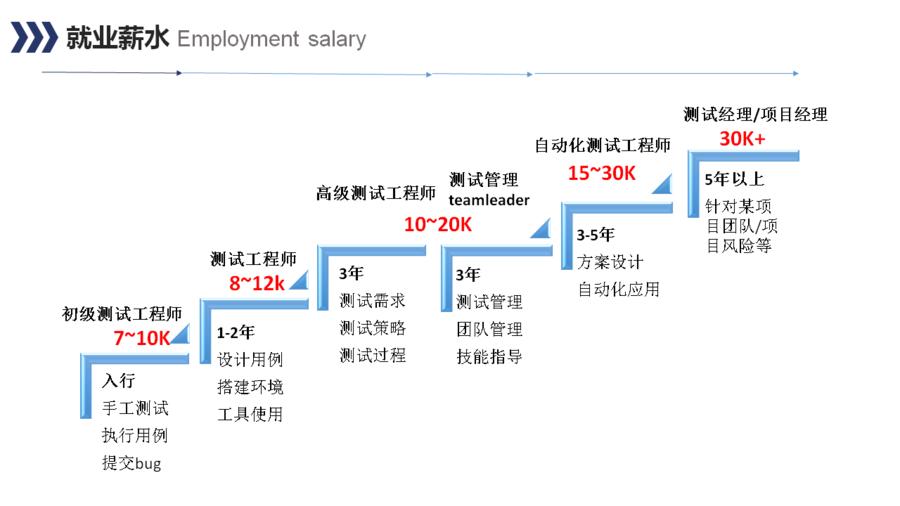 就业薪水 Employment salary
初级测试工程师
7~10K
入行
手工测试
执行用例
提交bug
测试工程师
8~12k
1-2年
设计用例
搭建环境
工具使用
高级测试工程师
测试管理
teamleader
10~20K
3年
测试需求
测试策略
测试过程
3年
测试管理
团队管理
技能指导
自动化测试工程师
15~30K
3-5年
方案设计
自动化应用
测试经理/项目经理
30K+
5年以上
针对某项
目团队/项
目风险等